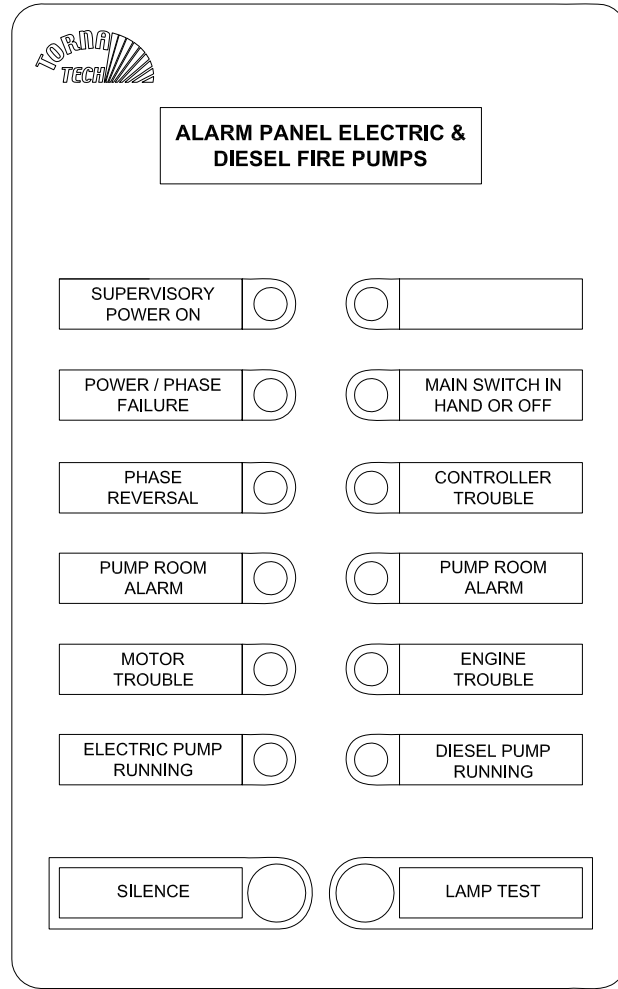 TORNA
TECH
ALARM PANEL ELECTRIC &
DIESEL FIRE PUMPS
SUPERVISORY
POWER ON
POWER / PHASE
FAILURE
MAIN SWITCH IN
HAND OR OFF
PHASE
REVERSAL
CONTROLLER
TROUBLE
PUMP ROOM
ALARM
PUMP ROOM
ALARM
MOTOR
TROUBLE
ENGINE
TROUBLE
ELECTRIC PUMP
RUNNING
DIESEL PUMP
RUNNING
SILENCE
LAMP TEST